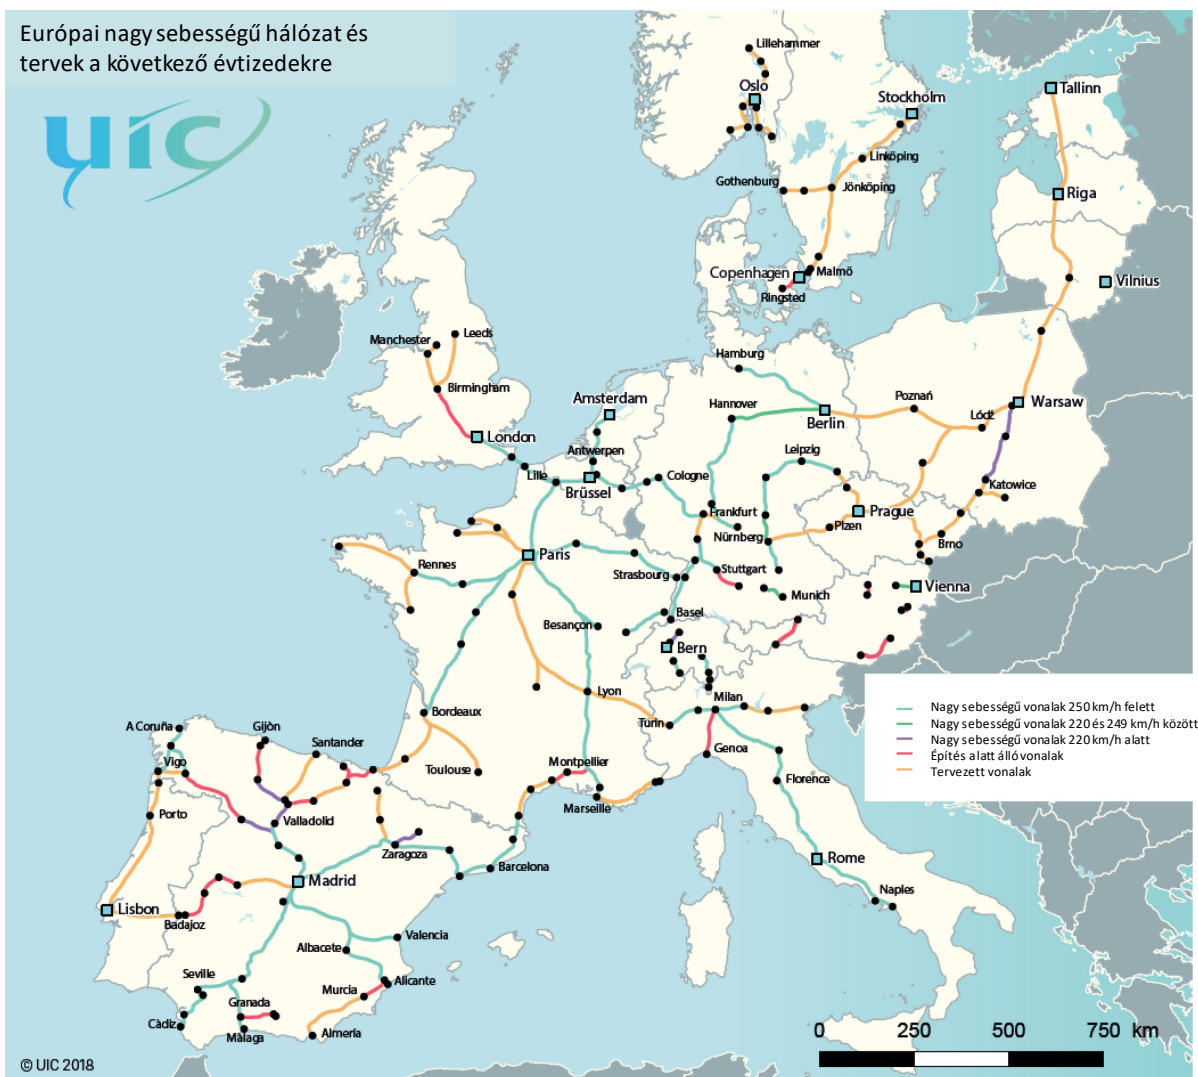 Európai nagy sebességű hálózat és
tervek a következő évtizedekre
uic
Lillehammer
Oslo
Stockholm
Tallinn
Linköping
Gothenburg
Jönköping
Riga
Copenhagen
Malmö
Ringsted
Vilnius
Manchester
Leeds
Birmingham
Hamburg
Amsterdam
Hannover
Poznań
Berlin
Warsaw
Łódź
London
Antwerpen
Leipzig
Lille
Cologne
Brüssel
Katowice
Frankfurt
Prague
Plzen
Nürnberg
Brno
Paris
Rennes
Strasbourg
Stuttgart
Vienna
Munich
Basel
Besançon
Bern
Lyon
Milan
Turin
Bordeaux
A Coruña
Gijòn
Santander
Genoa
Vigo
Toulouse
Montpellier
Florence
Marseille
Porto
Valladolid
Zaragoza
Barcelona
Rome
Madrid
Naples
Lisbon
Badajoz
Valencia
Albacete
Seville
Alicante
Murcia
Granada
Càdiz
Màlaga
Almería
Nagy sebességű vonalak 250 km/h felett
Nagy sebességű vonalak 220 és 249 km/h között
Nagy sebességű vonalak 220 km/h alatt
Építés alatt álló vonalak
Tervezett vonalak
0 250 500 750 km
© UIC 2018